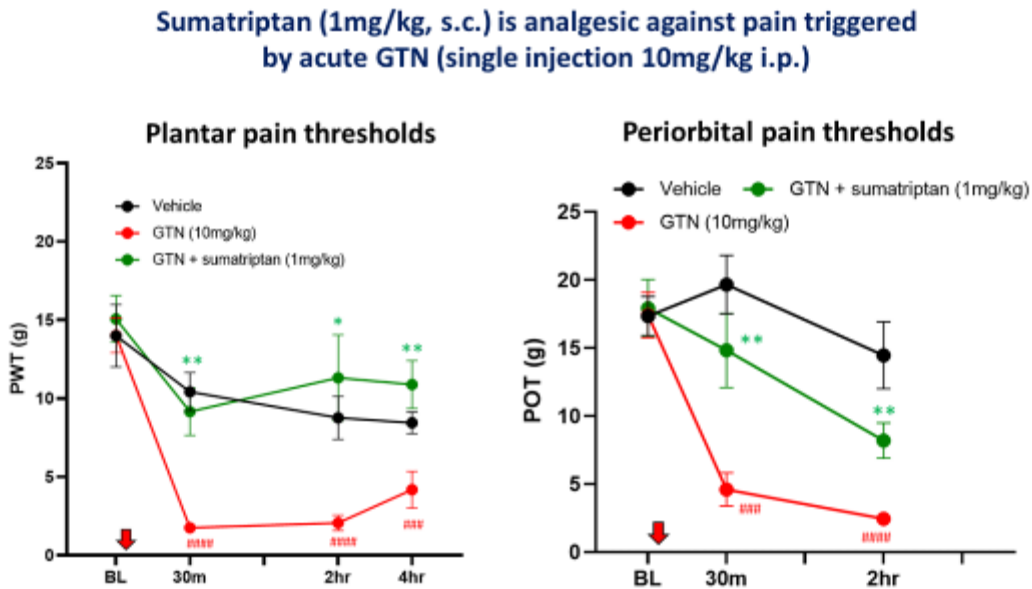 Sumatriptan (1mg/kg, s.c.) is analgesic against pain triggered
by acute GTN (single injection 10mg/kg i.p.)
Plantar pain thresholds
25
20
15
10
5
0
PWT (g)
Vehicle
GTN (10mg/kg)
GTN + sumatriptan (1mg/kg)
**
*
**
####
####
###
BL
30m
2hr
4hr
Periorbital pain thresholds
Vehicle
GTN + sumatriptan (1mg/kg)
GTN (10mg/kg)
25
20
15
10
5
0
POT (g)
**
**
###
####
BL
30m
2hr